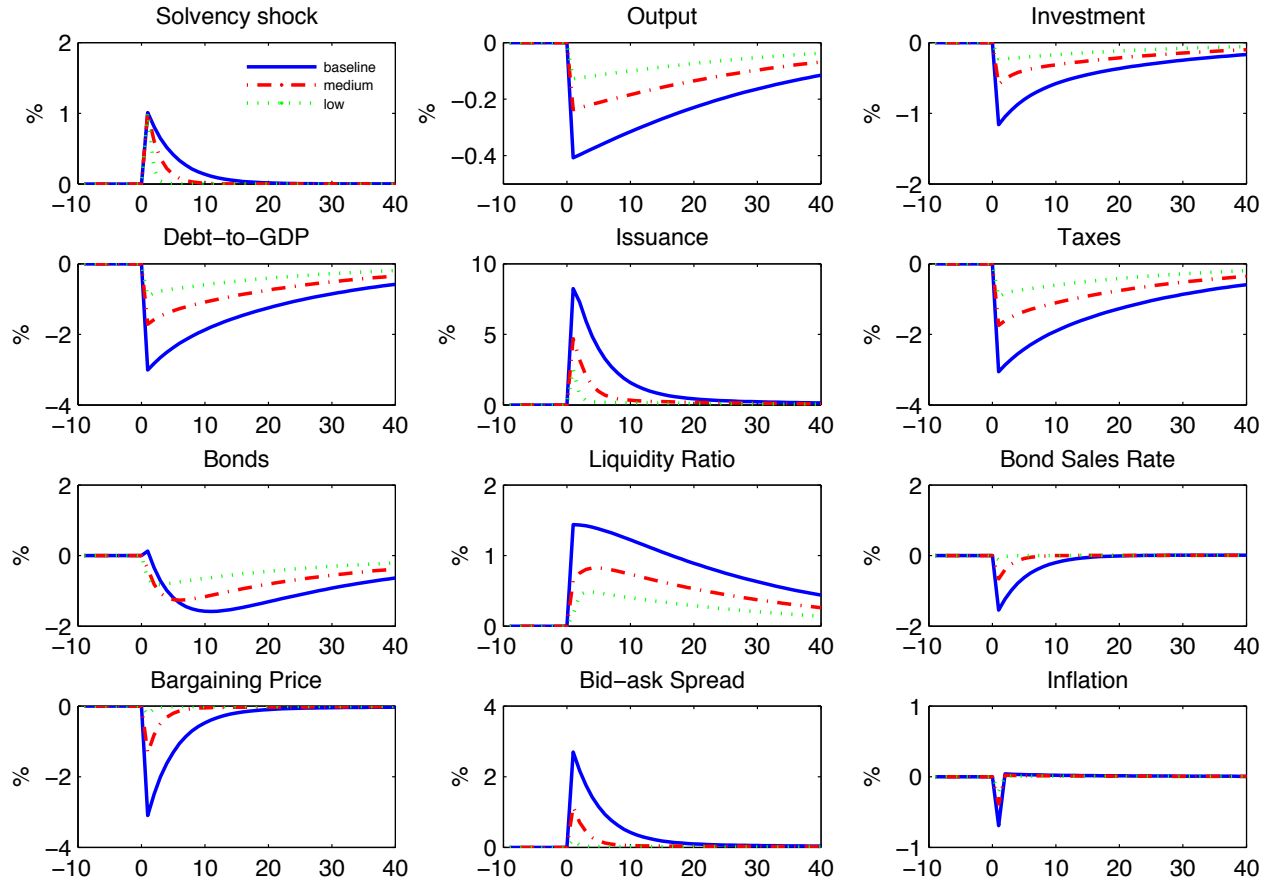 Solvency shock
Output
Investment
2
1
0
%
baseline
medium
low
−10 0 10 20 30 40
0
−0.2
−0.4
%
−10 0 10 20 30 40
0
−1
−2
%
−10 0 10 20 30 40
Debt−to−GDP
Issuance
Taxes
0
−2
−4
%
−10 0 10 20 30 40
10
5
0
%
−10 0 10 20 30 40
0
−2
−4
%
−10 0 10 20 30 40
Bonds
Liquidity Ratio
Bond Sales Rate
2
0
−2
%
−10 0 10 20 30 40
2
1
0
%
−10 0 10 20 30 40
2
0
−2
%
−10 0 10 20 30 40
Bargaining Price
Bid−ask Spread
Inflation
0
−2
−4
%
−10 0 10 20 30 40
4
2
0
%
−10 0 10 20 30 40
1
0
−1
%
−10 0 10 20 30 40